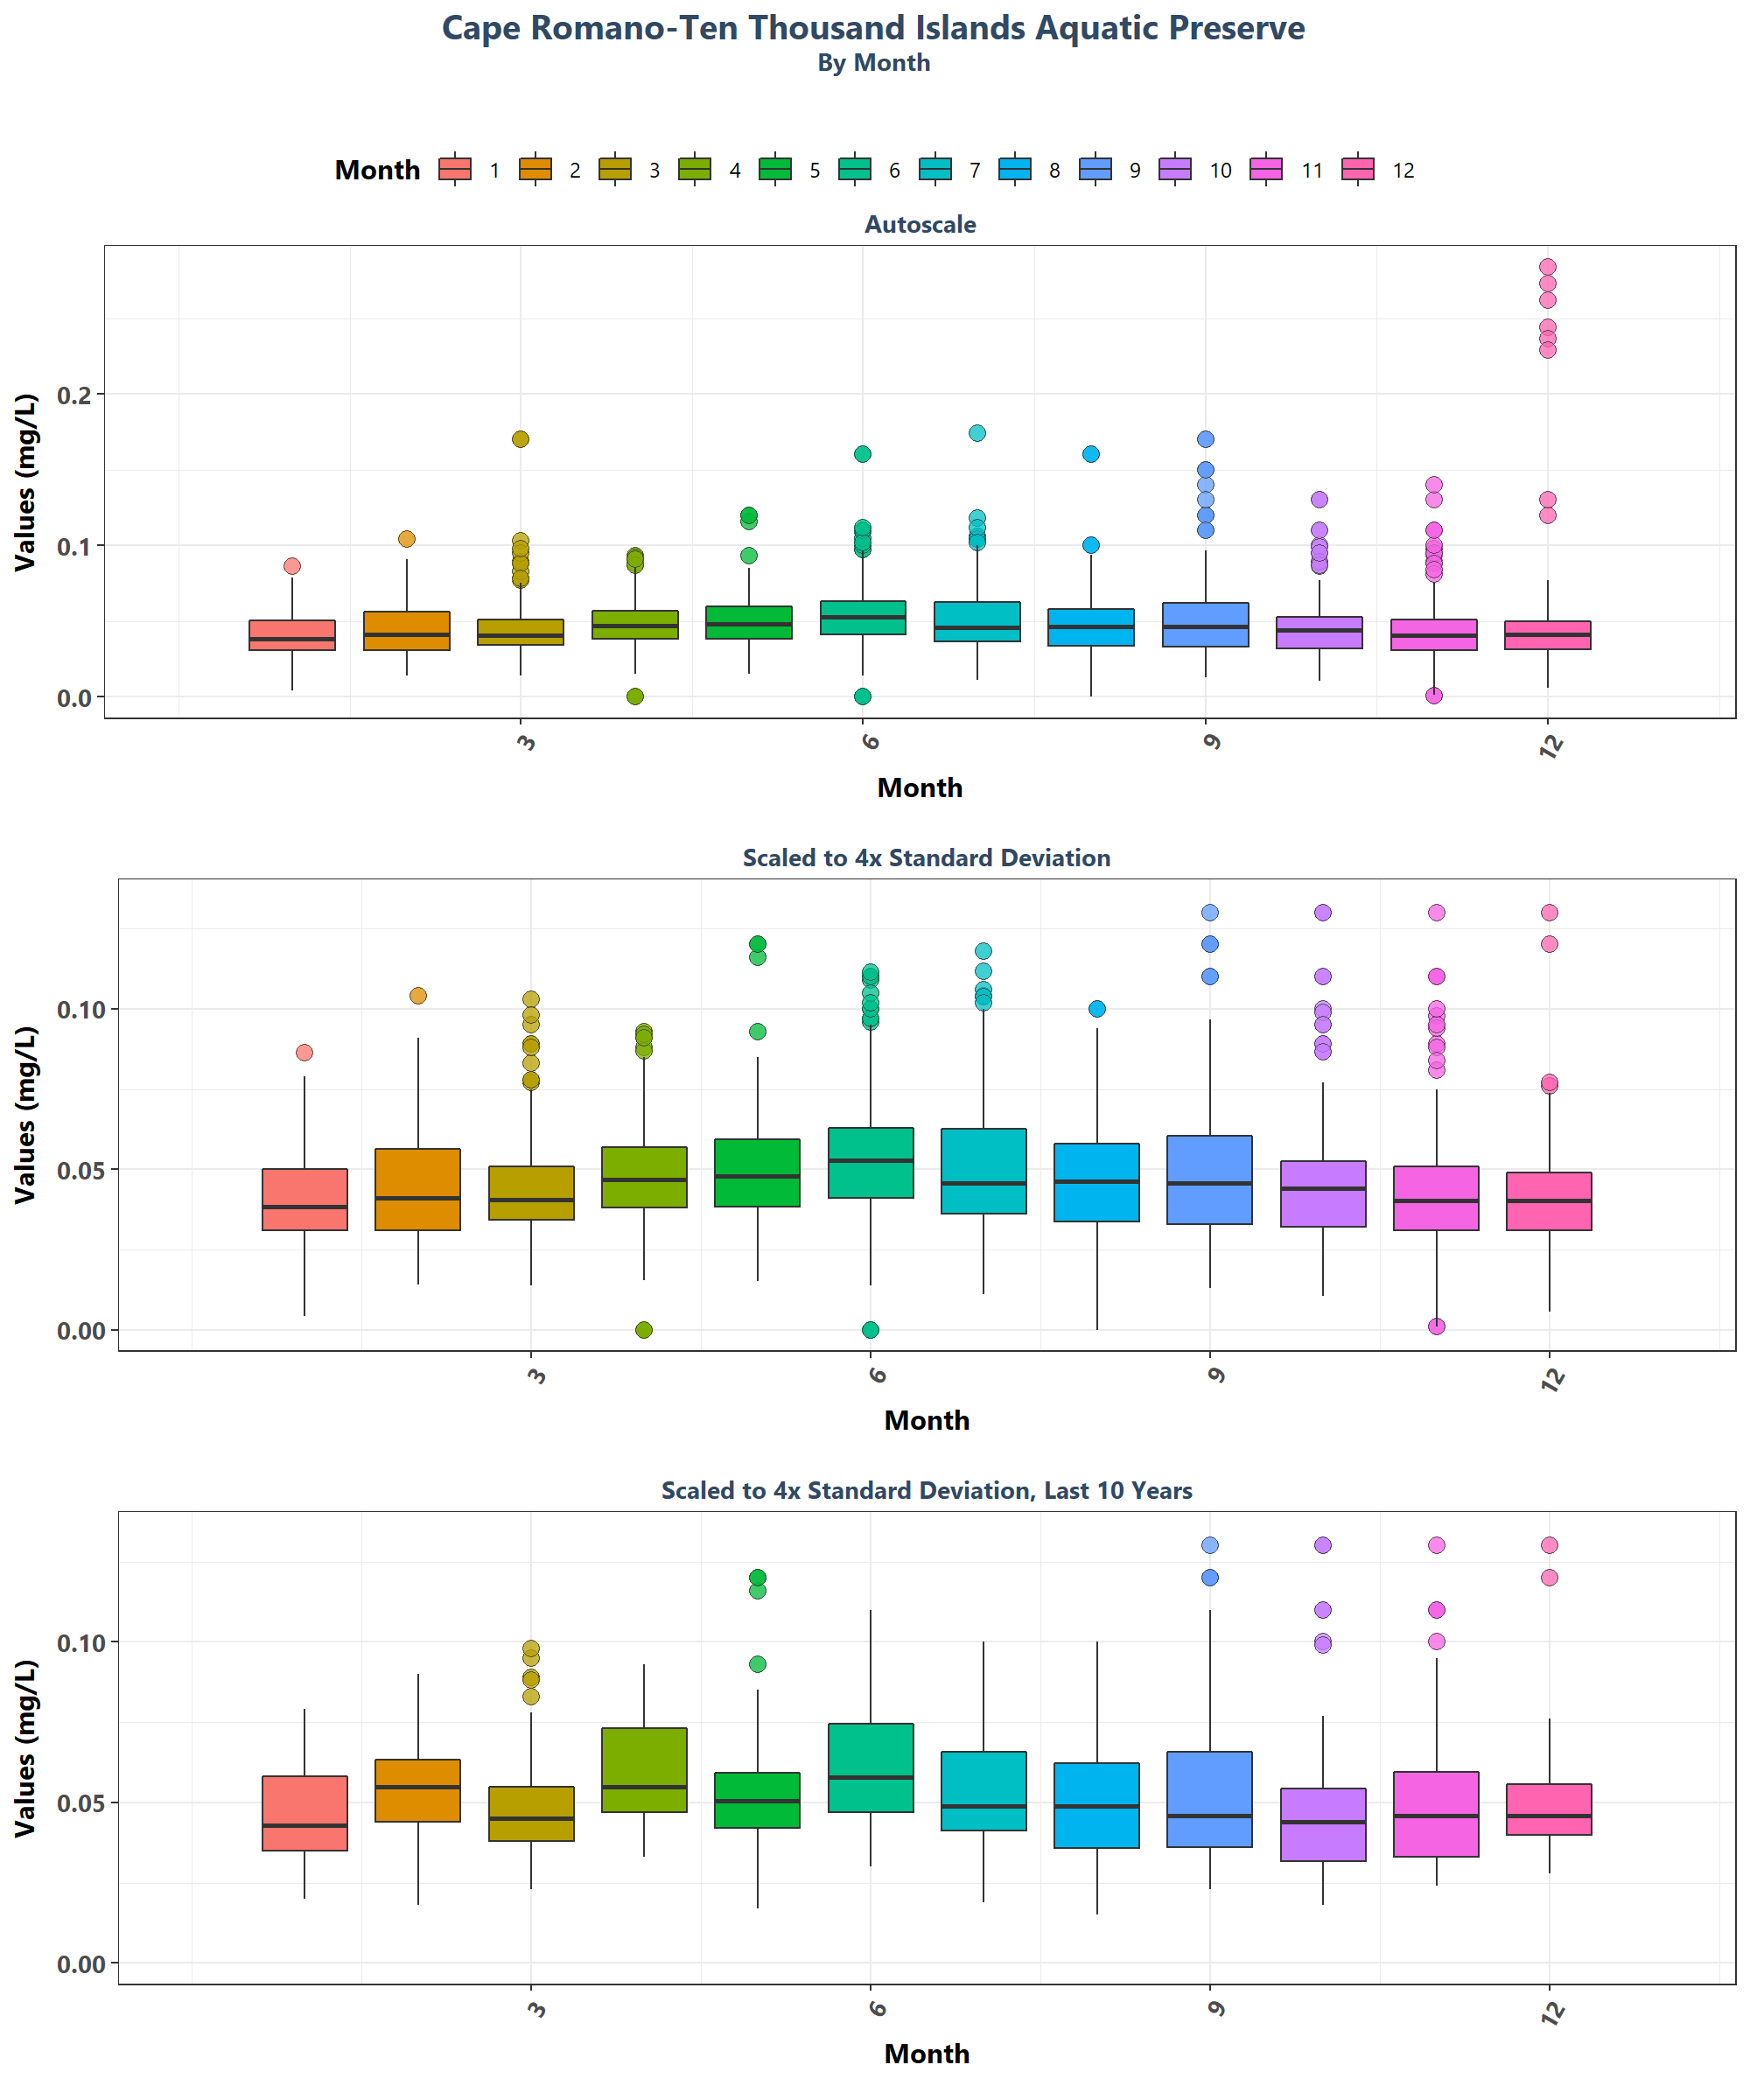 Cape Romano-Ten Thousand Islands Aquatic Preserve
By Month
Month 1 2 3 4 5 6 7 8 9 10 11 12
Autoscale
Values (mg/L)
0.2
0.1
0.0
3 6 9 12
Month
Scaled to 4x Standard Deviation
Values (mg/L)
0.10
0.05
0.00
3 6 9 12
Month
Scaled to 4x Standard Deviation, Last 10 Years
Values (mg/L)
0.10
0.05
0.00
3 6 9 12
Month